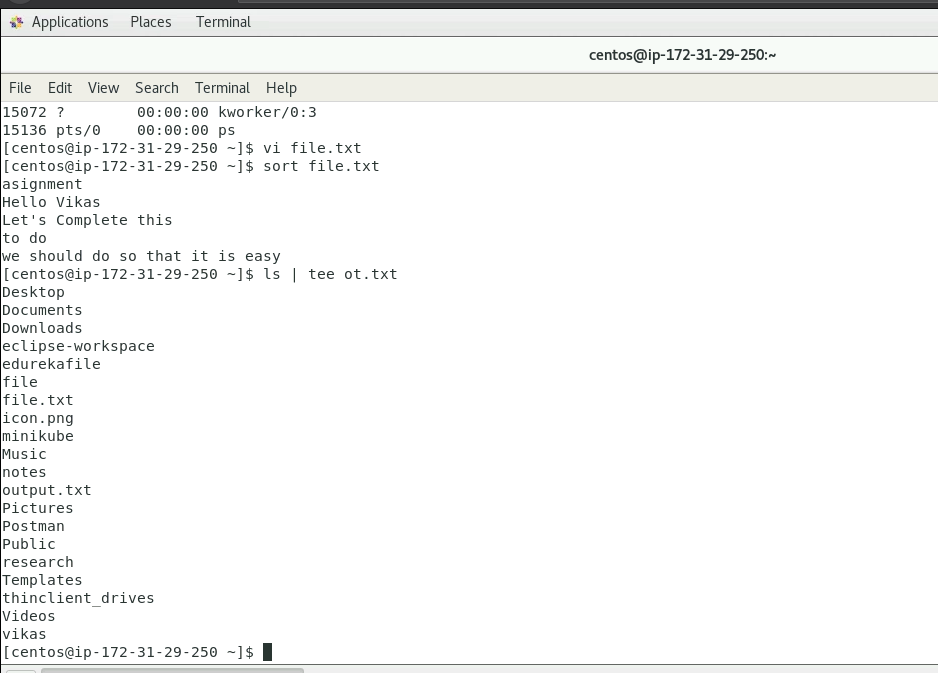 Applications Places Terminal
centos@ip-172-31-29-250:~
File Edit View Search Terminal Help
15072 ?        00:00:00 kworker/0:3
15136 pts/0    00:00:00 ps
[centos@ip-172-31-29-250 ~]$ vi file.txt
[centos@ip-172-31-29-250 ~]$ sort file.txt
asignment
Hello Vikas
Let's Complete this
to do
we should do so that it is easy
[centos@ip-172-31-29-250 ~]$ ls | tee ot.txt
Desktop
Documents
Downloads
eclipse-workspace
edurekafile
file
file.txt
icon.png
minikube
Music
notes
output.txt
Pictures
Postman
Public
research
Templates
thinclient_drives
Videos
vikas
[centos@ip-172-31-29-250 ~]$